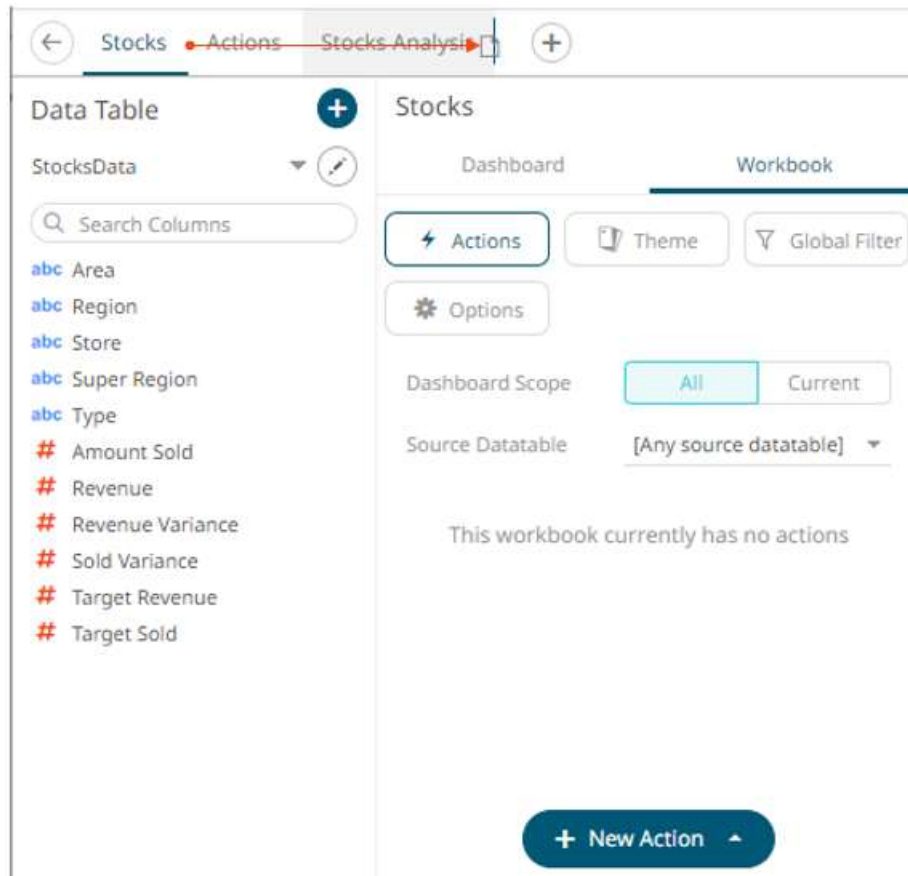 Stocks Actions Stocks Analysis
Data Table
StocksData
Search Columns
abc Area
abc Region
abc Store
abc Super Region
abc Type
# Amount Sold
# Revenue
# Revenue Variance
# Sold Variance
# Target Revenue
# Target Sold
Stocks
Dashboard Workbook
Actions Theme Global Filter
Options
Dashboard Scope All Current
Source Datatable [Any source datatable]
This workbook currently has no actions
+ New Action